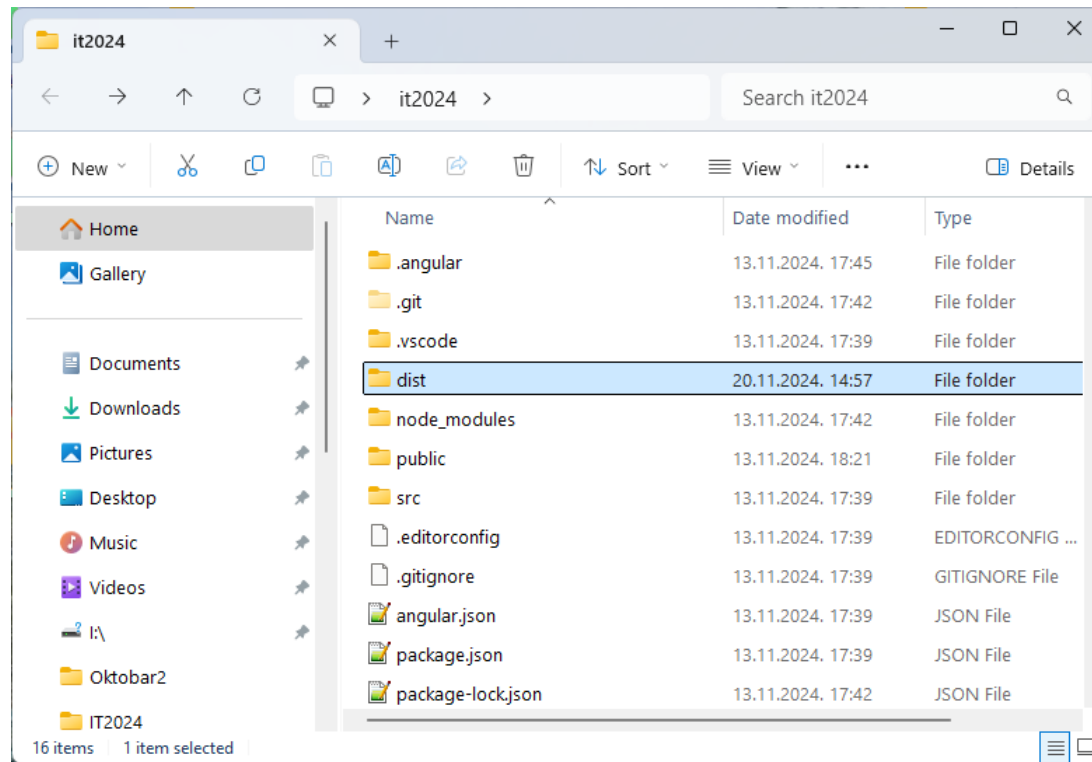 it2024
it2024
Search it2024
New Sort View ... Details
Home
Gallery
Documents
Downloads
Pictures
Desktop
Music
Videos
I:\
Oktobar2
IT2024
Name Date modified Type
.angular 13.11.2024. 17:45 File folder
.git 13.11.2024. 17:42 File folder
.vscode 13.11.2024. 17:39 File folder
dist 20.11.2024. 14:57 File folder
node_modules 13.11.2024. 17:42 File folder
public 13.11.2024. 18:21 File folder
src 13.11.2024. 17:39 File folder
.editorconfig 13.11.2024. 17:39 EDITORCONFIG ...
.gitignore 13.11.2024. 17:39 GITIGNORE File
angular.json 13.11.2024. 17:39 JSON File
package.json 13.11.2024. 17:39 JSON File
package-lock.json 13.11.2024. 17:42 JSON File
16 items 1 item selected